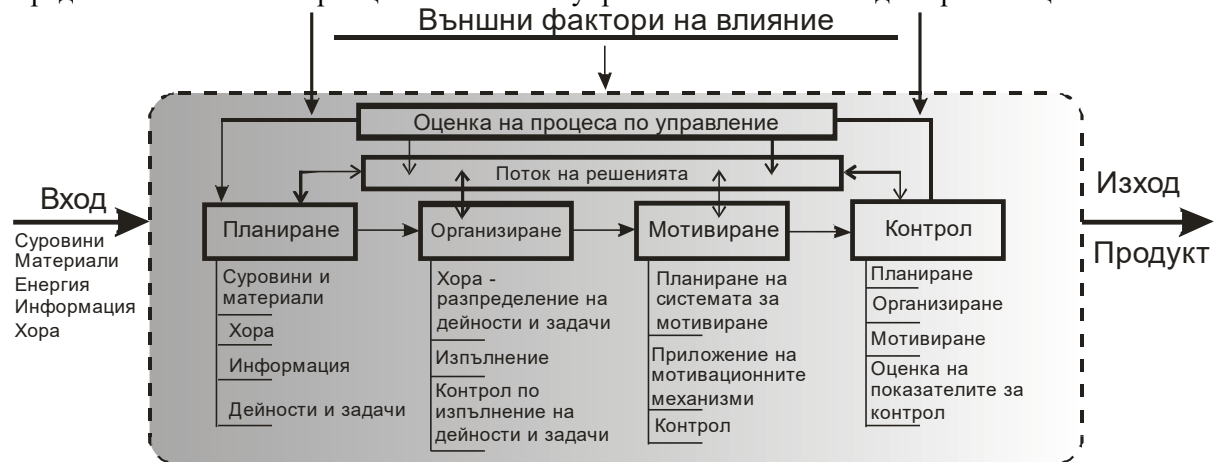 Външни фактори на влияние
Оценка на процеса по управление
Поток на решенията
Вход
Суровини
Материали
Енергия
Информация
Хора
Планиране
Суровини и
материали
Хора
Информация
Дейности и задачи
Организиране
Хора -
разпределение на
дейности и задачи
Изпълнение
Контрол по
изпълнение на
дейности и задачи
Мотивиране
Планиране на
системата за
мотивиране
Приложение на
мотивационните
механизми
Контрол
Контрол
Планиране
Организиране
Мотивиране
Оценка на
показателите за
контрол
Изход
Продукт